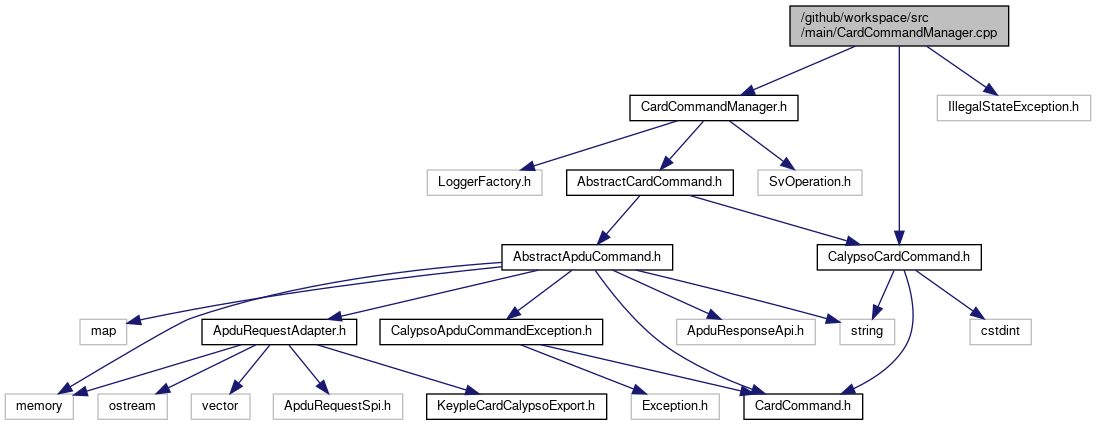 /github/workspace/src
/main/CardCommandManager.cpp
CardCommandManager.h
IllegalStateException.h
LoggerFactory.h
AbstractCardCommand.h
SvOperation.h
AbstractApduCommand.h
CalypsoCardCommand.h
map
ApduRequestAdapter.h
CalypsoApduCommandException.h
ApduResponseApi.h
string
cstdint
memory
ostream
vector
ApduRequestSpi.h
KeypleCardCalypsoExport.h
Exception.h
CardCommand.h